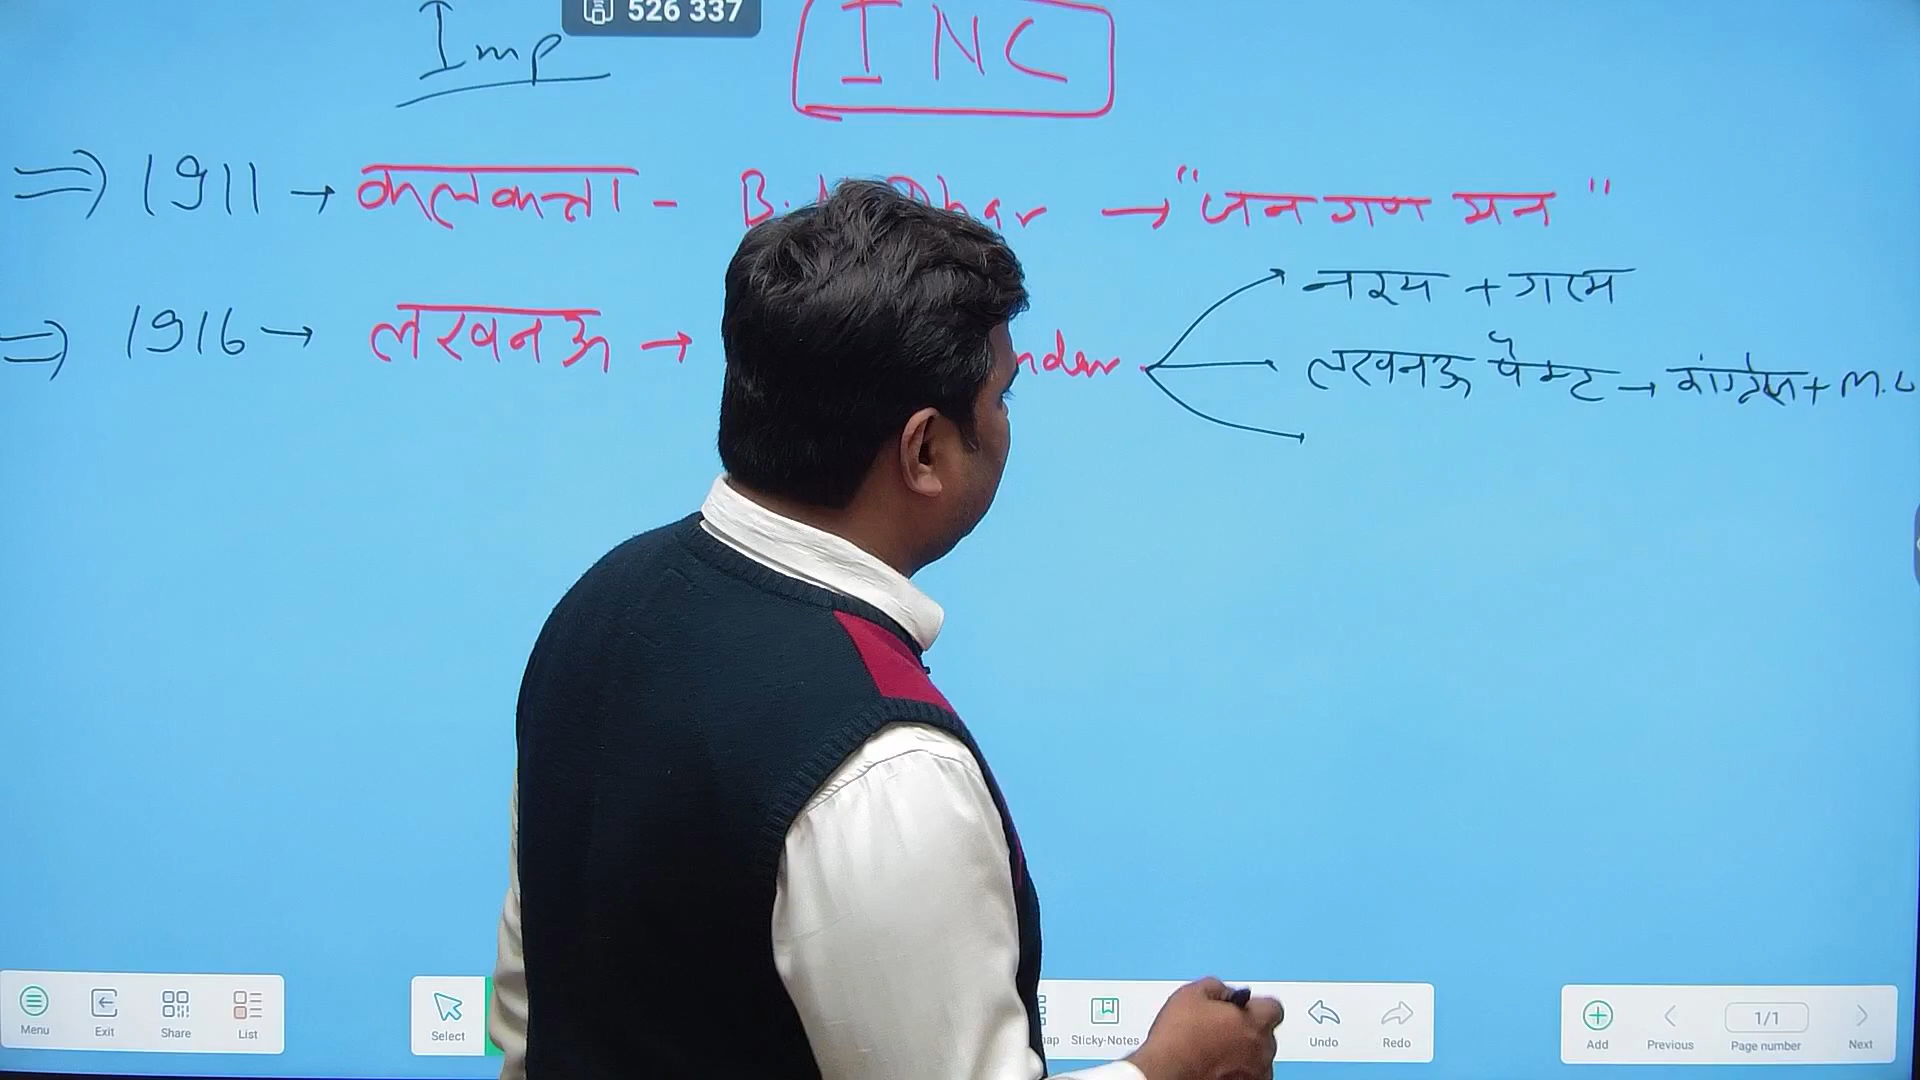 526 337
Imp INC
⇒ 1911 → कलकत्ता - B. Dhar → "जन गण मन"
⇒ 1916 → लखनऊ →
नरम + गरम
लखनऊ पैक्ट → कांग्रेस + M.L
Menu Exit Share List Select Sticky-Notes Undo Redo Add Previous 1/1 Page number Next